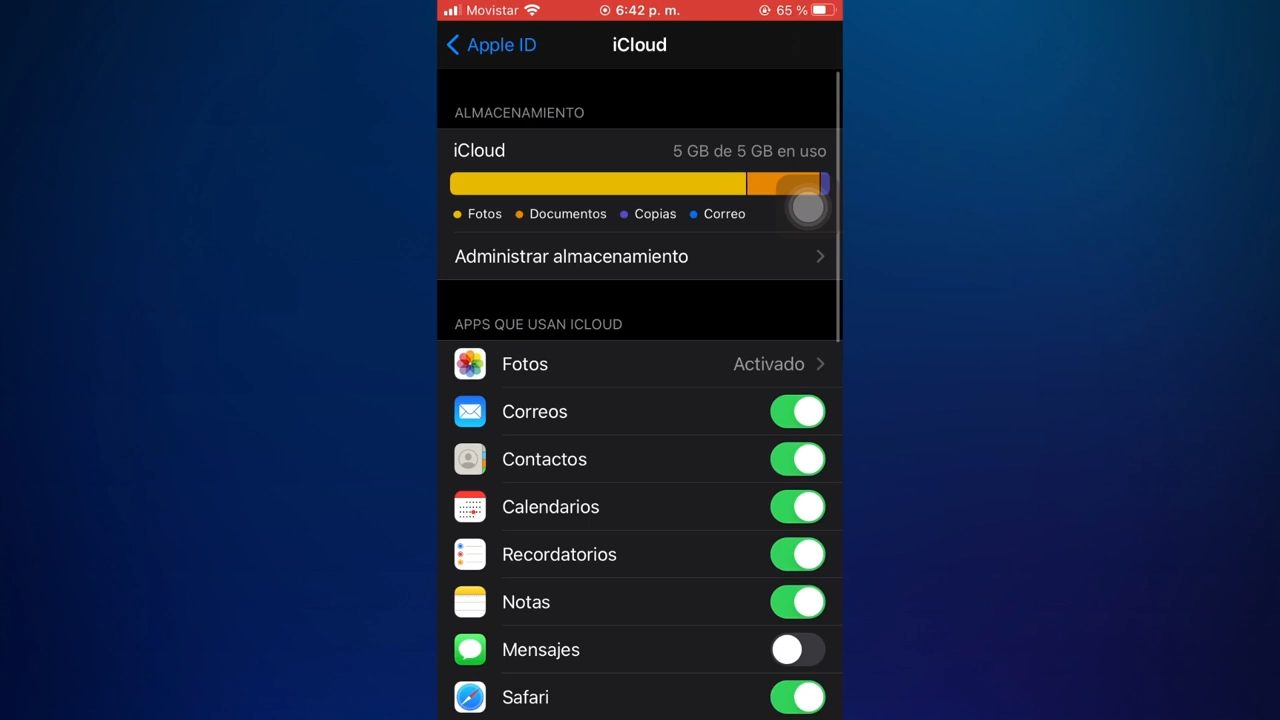 Movistar 6:42 p. m. 65 %
Apple ID iCloud
ALMACENAMIENTO
iCloud 5 GB de 5 GB en uso
Fotos Documentos Copias Correo
Administrar almacenamiento
APPS QUE USAN ICLOUD
Fotos Activado
Correos
Contactos
Calendarios
Recordatorios
Notas
Mensajes
Safari